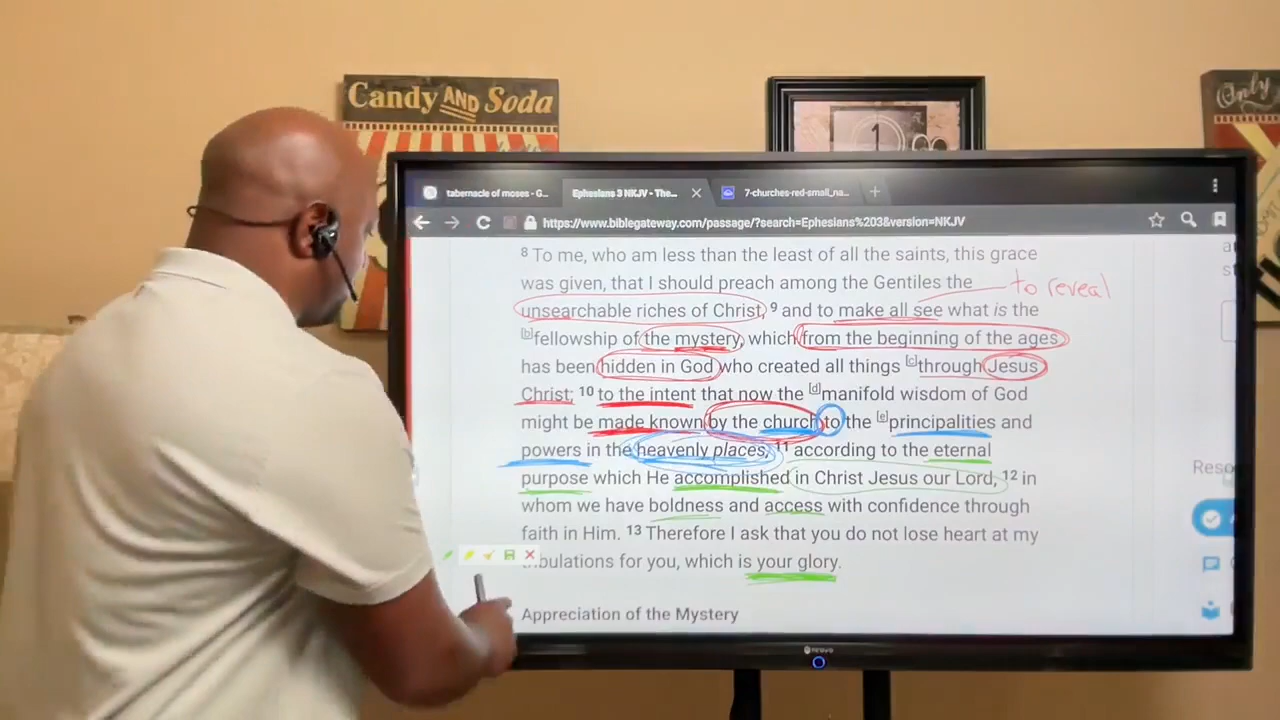 Candy AND Soda
Only
1
tabernacle of moses - G...
Ephesians 3 NKJV - The...
7-churches-red-small_na...
https://www.biblegateway.com/passage/?search=Ephesians%203&version=NKJV
8 To me, who am less than the least of all the saints, this grace
was given, that I should preach among the Gentiles the
to reveal
unsearchable riches of Christ, 9 and to make all see what is the
[b]fellowship of the mystery, which from the beginning of the ages
has been hidden in God who created all things [c]through Jesus
Christ; 10 to the intent that now the [d]manifold wisdom of God
might be made known by the church to the [e]principalities and
powers in the heavenly places, 11 according to the eternal
purpose which He accomplished in Christ Jesus our Lord, 12 in
whom we have boldness and access with confidence through
faith in Him. 13 Therefore I ask that you do not lose heart at my
for you, which is your glory.
Appreciation of the Mystery
Reso